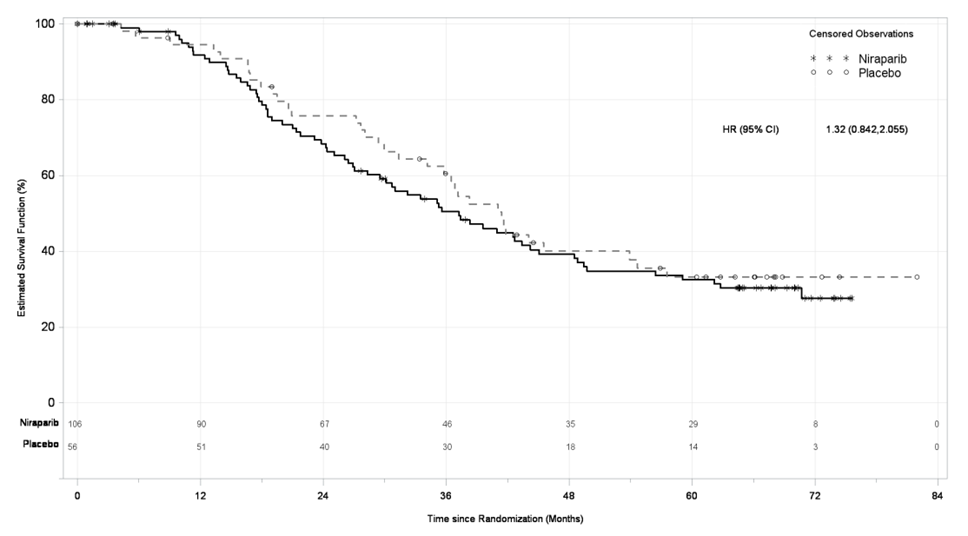 Censored Observations
Niraparib
Placebo
HR (95% CI) 1.32 (0.842,2.055)
Estimated Survival Function (%)
100
80
60
40
20
0
Niraparib 106 90 67 46 35 29 8 0
Placebo 56 51 40 30 18 14 3 0
0 12 24 36 48 60 72 84
Time since Randomization (Months)